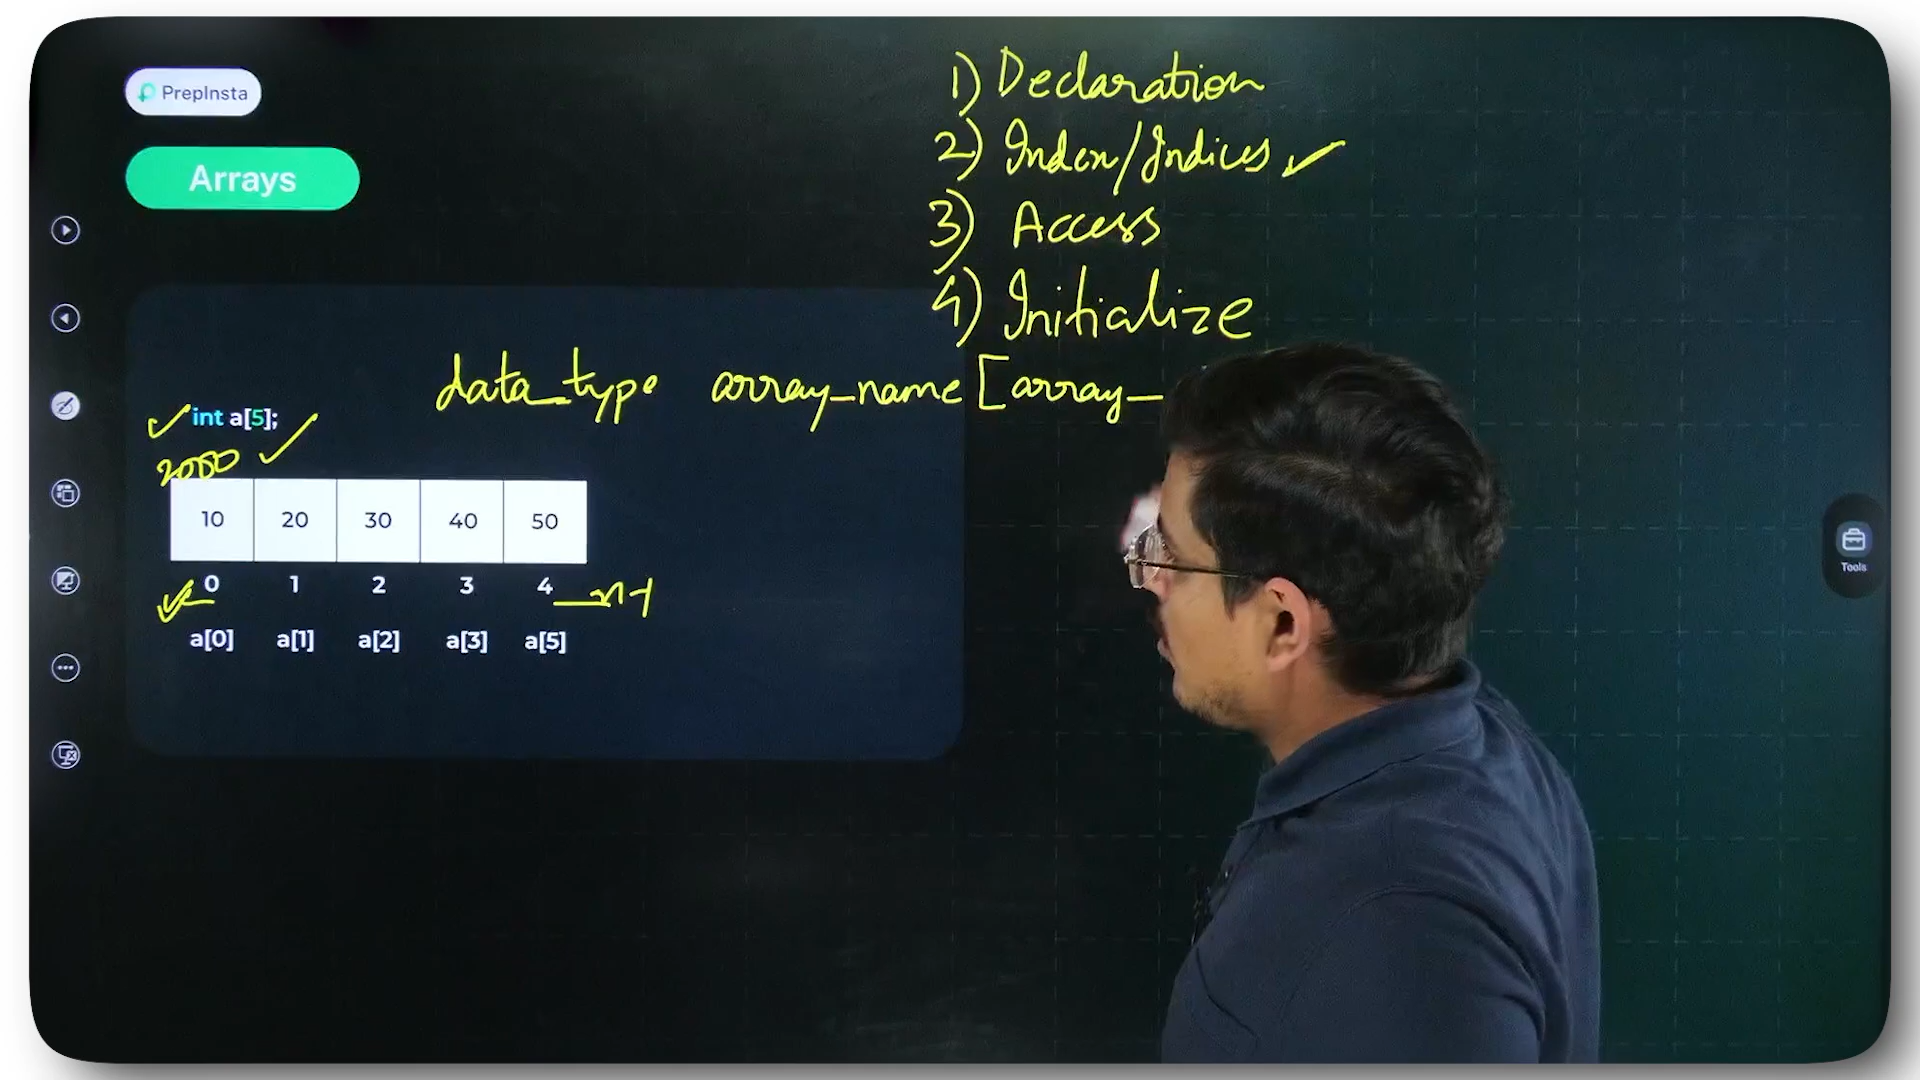 PrepInsta
Arrays
1) Declaration
2) Index/Indices
3) Access
4) Initialize
data_type array_name [array_
int a[5];
2000
10 20 30 40 50
0 1 2 3 4 n-1
a[0] a[1] a[2] a[3] a[5]
Tools